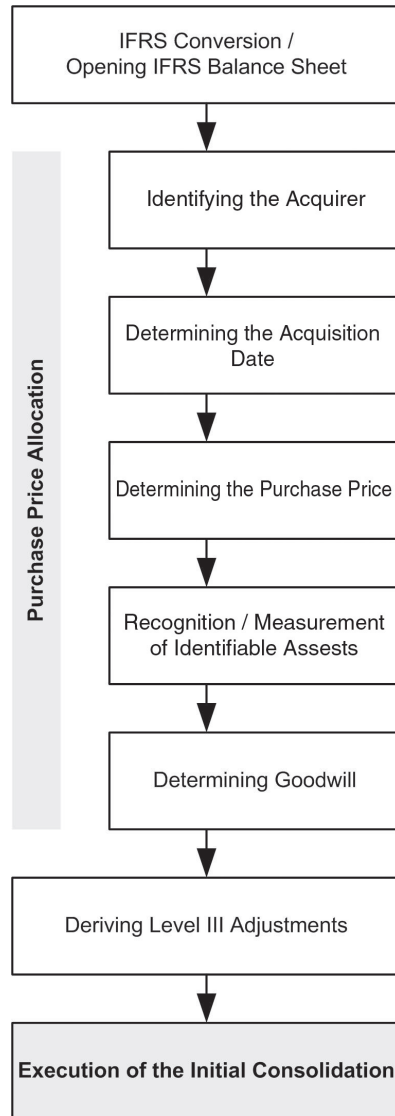 IFRS Conversion /
Opening IFRS Balance Sheet
Purchase Price Allocation
Identifying the Acquirer
Determining the Acquisition
Date
Determining the Purchase Price
Recognition / Measurement
of Identifiable Assests
Determining Goodwill
Deriving Level III Adjustments
Execution of the Initial Consolidation